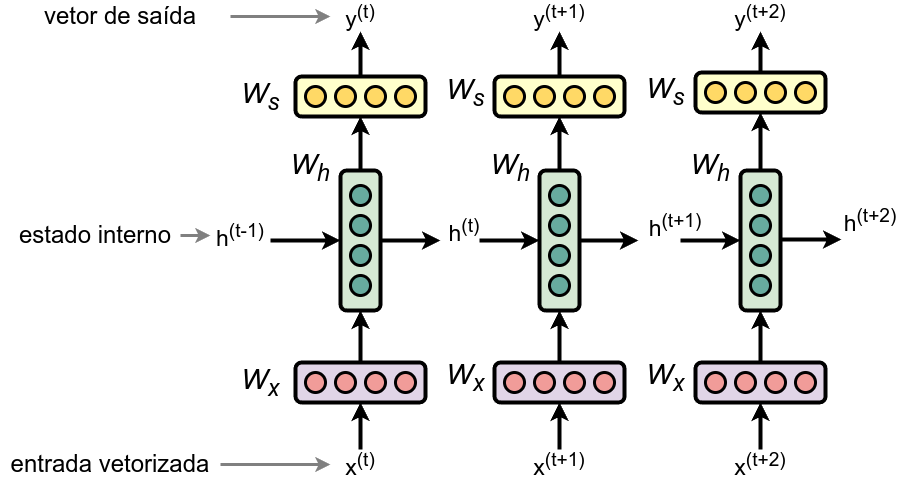 vetor de saída y^(t) y^(t+1) y^(t+2)
W_s W_s W_s
W_h W_h W_h
estado interno h^(t-1) h^(t) h^(t+1) h^(t+2)
W_x W_x W_x
entrada vetorizada x^(t) x^(t+1) x^(t+2)